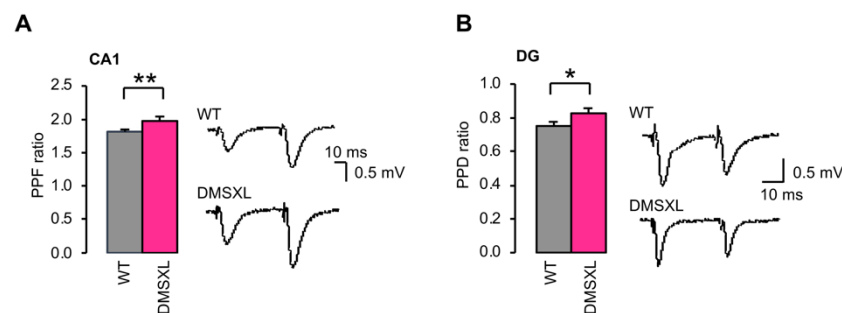 A
CA1
**
PPF ratio
2.5
2.0
1.5
1.0
0.5
0.0
WT
DMSXL
WT
10 ms
0.5 mV
DMSXL
B
DG
*
PPD ratio
1.0
0.8
0.6
0.4
0.2
0.0
WT
DMSXL
WT
0.5 mV
10 ms
DMSXL